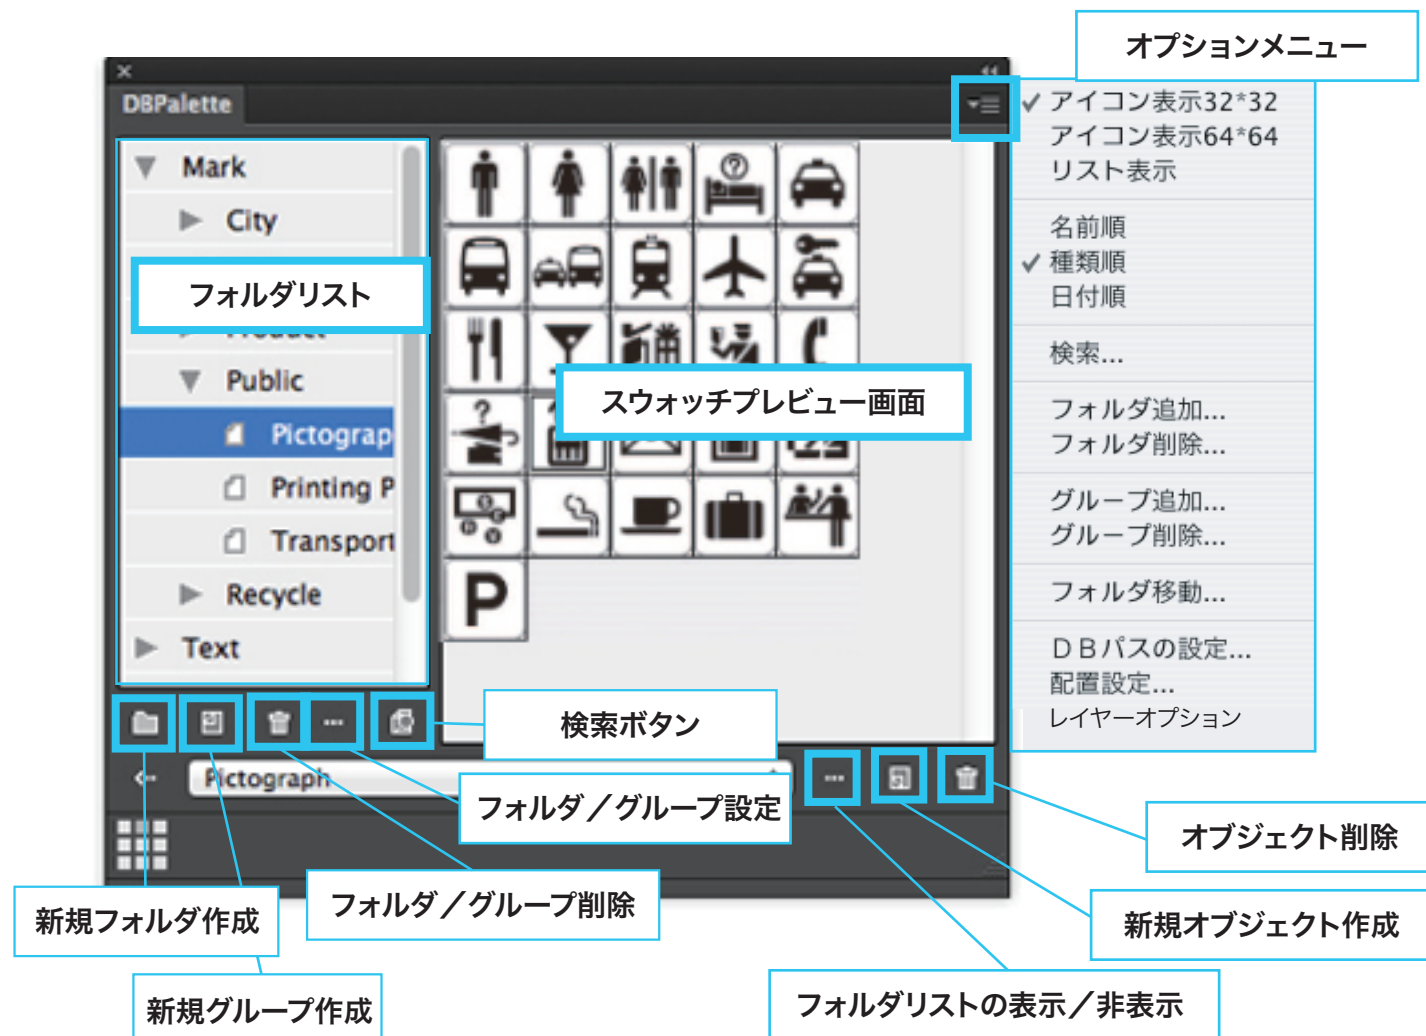 オプションメニュー
DBPalette
✓ アイコン表示32*32
アイコン表示64*64
リスト表示
名前順
✓ 種類順
日付順
検索...
フォルダ追加...
フォルダ削除...
グループ追加...
グループ削除...
フォルダ移動...
ＤＢパスの設定...
配置設定...
レイヤーオプション
Mark
City
フォルダリスト
Product
Public
Pictograp
Printing P
Transport
Recycle
Text
スウォッチプレビュー画面
P
検索ボタン
Pictograph
フォルダ／グループ設定
オブジェクト削除
フォルダ／グループ削除
新規フォルダ作成
新規オブジェクト作成
新規グループ作成
フォルダリストの表示／非表示